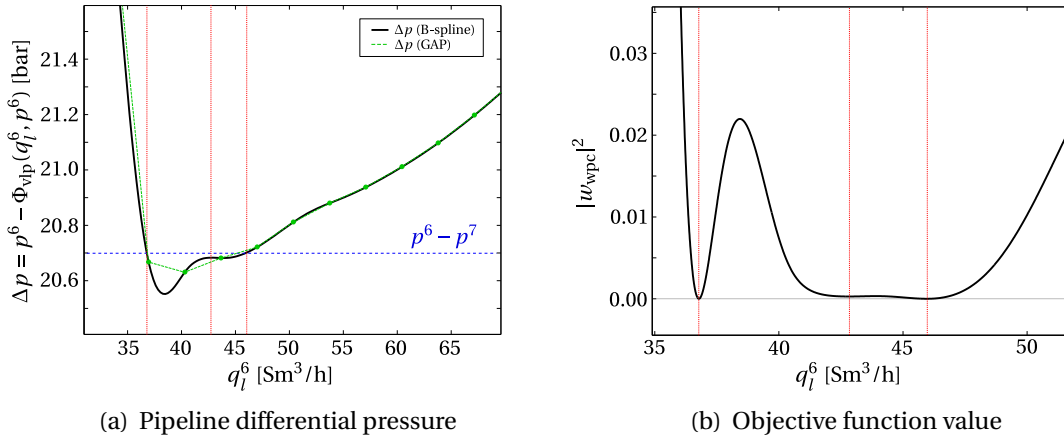 Δp = p⁶ − Φ_vlp(q_l⁶, p⁶) [bar]
21.4
21.2
21.0
20.8
20.6
Δp (B-spline)
Δp (GAP)
p⁶ − p⁷
35 40 45 50 55 60 65
q_l⁶ [Sm³/h]
(a) Pipeline differential pressure
|w_wpc|²
0.03
0.02
0.01
0.00
35 40 45 50
q_l⁶ [Sm³/h]
(b) Objective function value